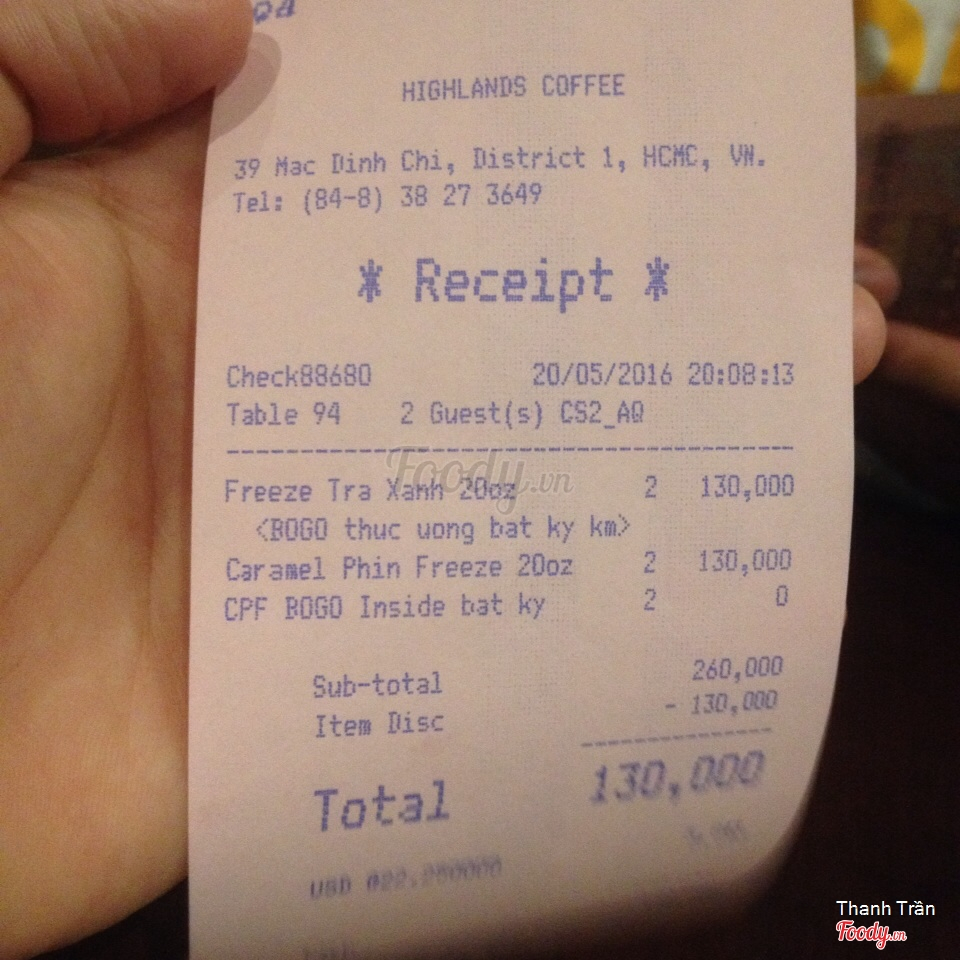 HIGHLANDS COFFEE
39 Mac Dinh Chi, District 1, HCMC, VN.
Tel: (84-8) 38 27 3649
* Receipt *
Check88680 20/05/2016 20:08:13
Table 94 2 Guest(s) CS2_AQ
Foody.vn
Freeze Tra Xanh 20oz 2 130,000
<BOGO thuc uong bat ky km>
Caramel Phin Freeze 20oz 2 130,000
CPF BOGO Inside bat ky 2 0
Sub-total 260,000
Item Disc - 130,000
Total 130,000
USD
Thanh Trần
Foody.vn